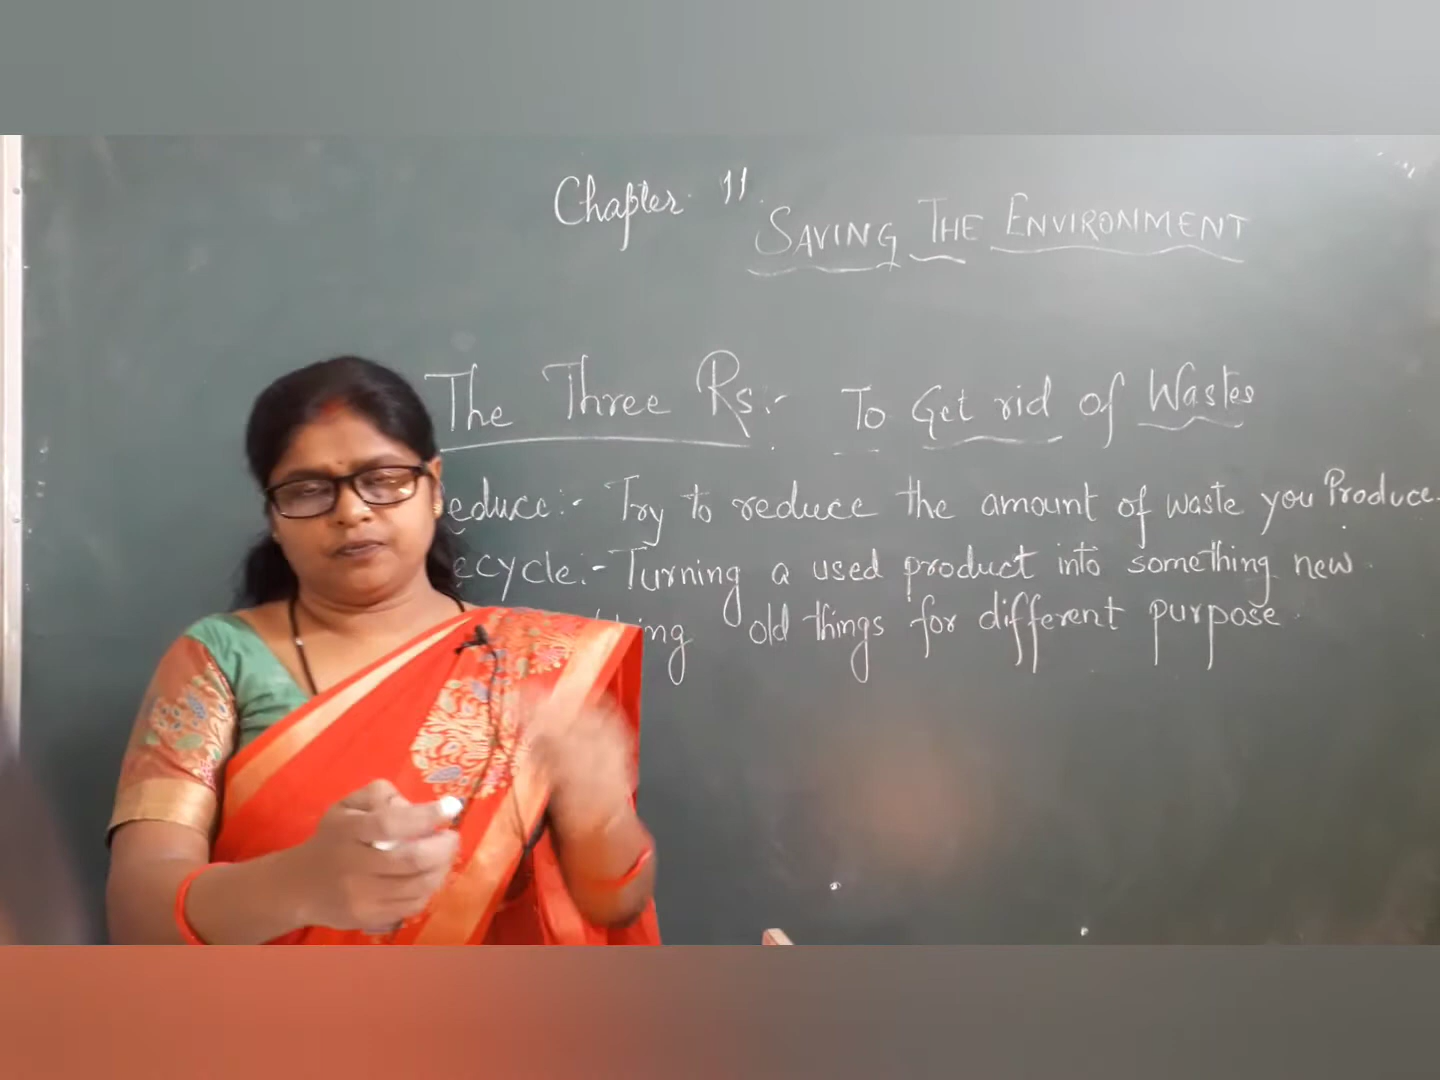 Chapter 11
SAVING THE ENVIRONMENT
The Three Rs:- To Get rid of Wastes
educe:- Try to reduce the amount of waste you Produce.
ecycle:- Turning a used product into something new.
old things for different purpose.